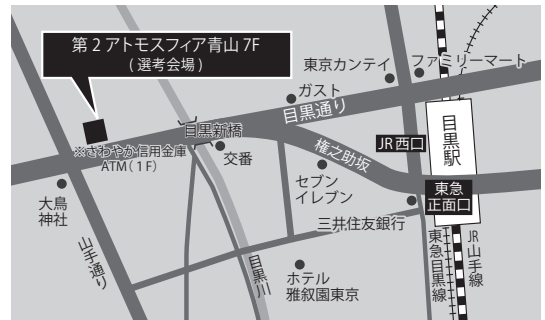 第2アトモスフィア青山 7F
(選考会場)
東京カンテイ
ファミリーマート
ガスト
目黒通り
目黒新橋
目黒駅
JR西口
権之助坂
※さわやか信用金庫
ATM(1F)
交番
セブン
イレブン
東急
正面口
大鳥
神社
三井住友銀行
山手通り
目黒川
ホテル
雅叙園東京
東急目黒線
JR山手線